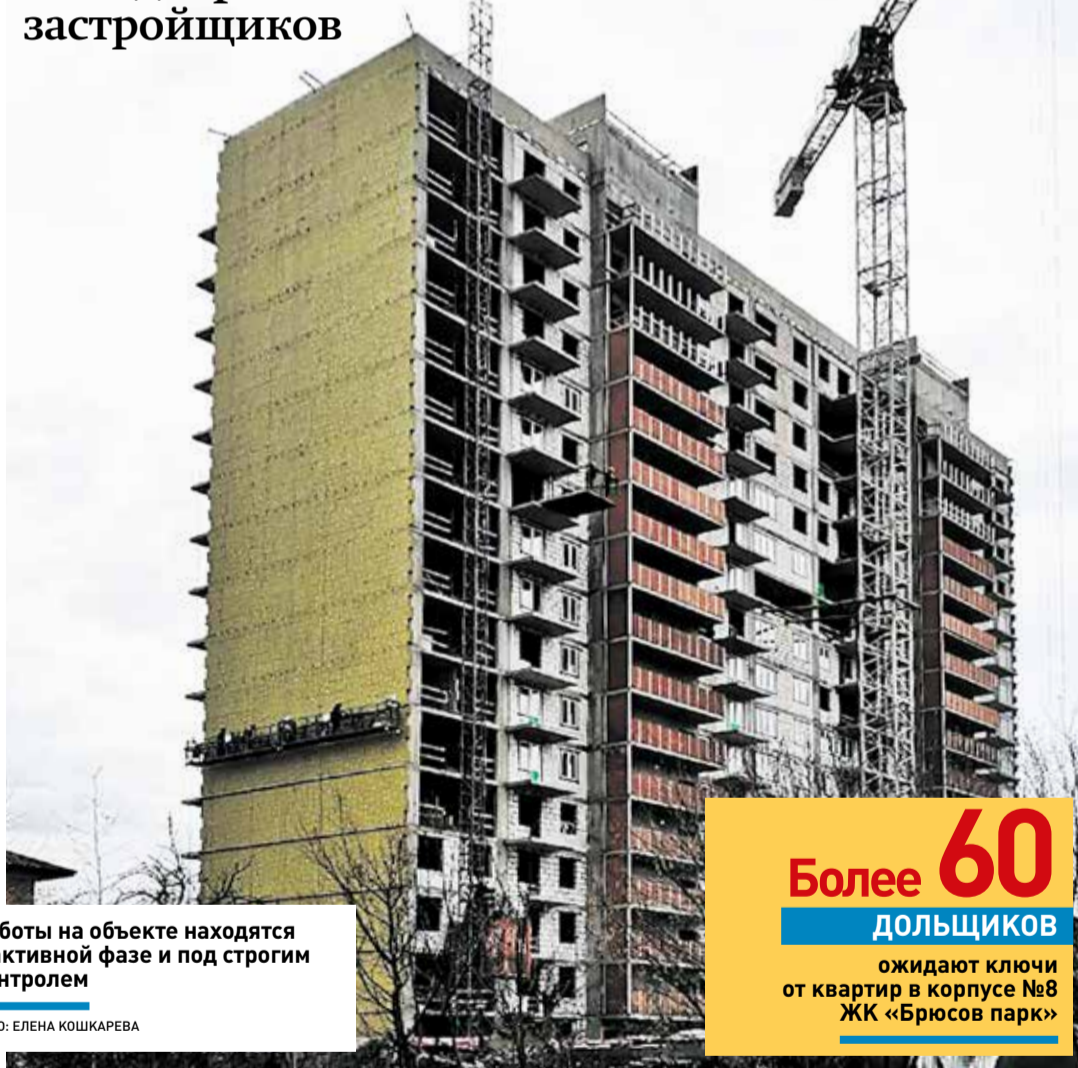 застройщиков
боты на объекте находятся
активной фазе и под строгим
нтролем
О: ЕЛЕНА КОШКАРЕВА
Более 60
ДОЛЬЩИКОВ
ожидают ключи
от квартир в корпусе №8
ЖК «Брюсов парк»